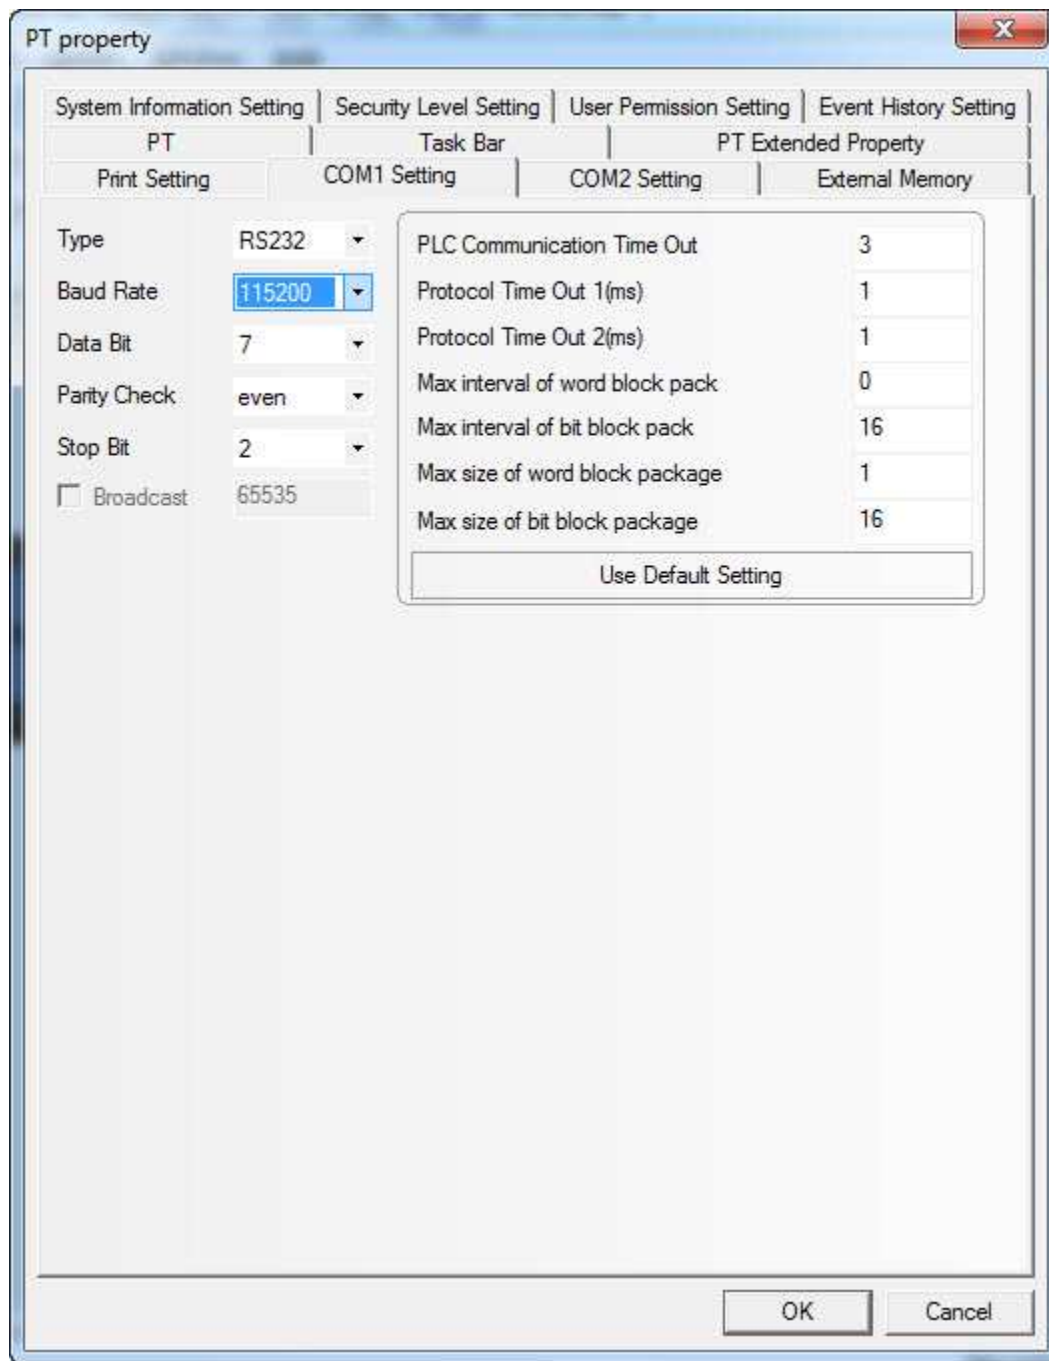 PT property
System Information Setting Security Level Setting User Permission Setting Event History Setting
PT Task Bar PT Extended Property
Print Setting COM1 Setting COM2 Setting External Memory
Type RS232
Baud Rate 115200
Data Bit 7
Parity Check even
Stop Bit 2
Broadcast 65535
PLC Communication Time Out 3
Protocol Time Out 1(ms) 1
Protocol Time Out 2(ms) 1
Max interval of word block pack 0
Max interval of bit block pack 16
Max size of word block package 1
Max size of bit block package 16
Use Default Setting
OK Cancel